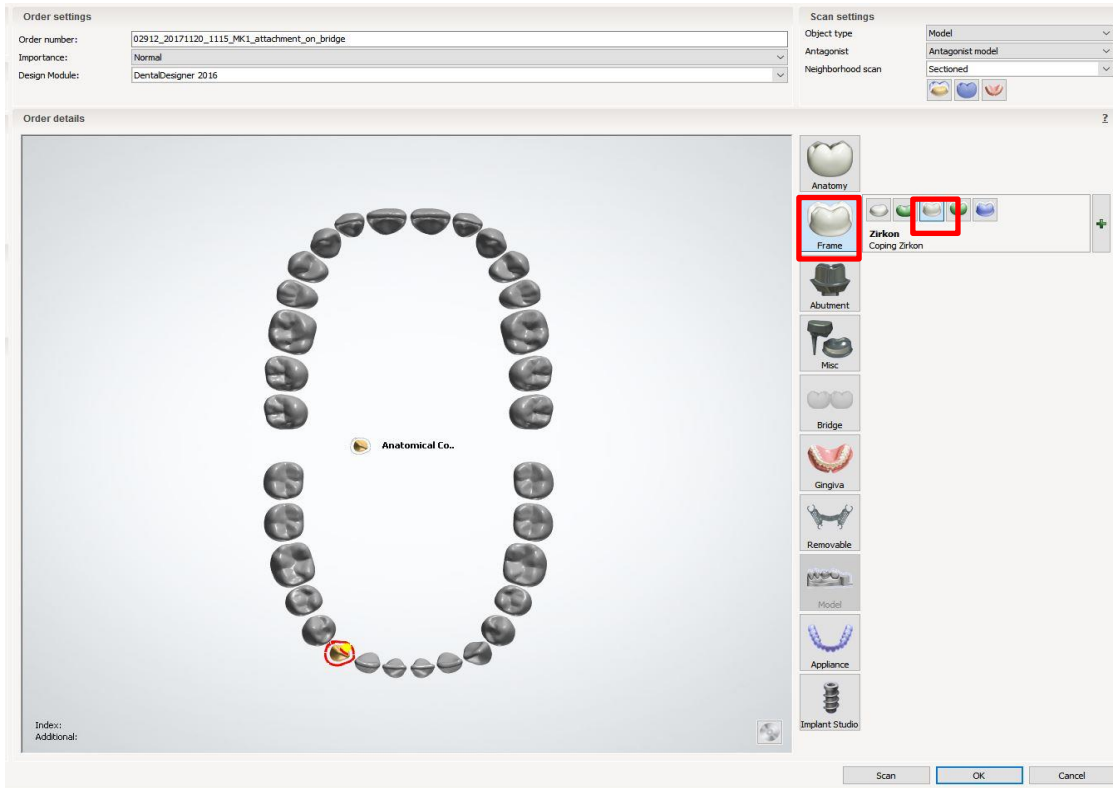 Order settings
Order number: 02912_20171120_1115_MK1_attachment_on_bridge
Importance: Normal
Design Module: DentalDesigner 2016
Scan settings
Object type Model
Antagonist Antagonist model
Neighborhood scan Sectioned
Order details ?
Anatomy
Frame
Zirkon
Coping Zirkon
Abutment
Misc
Bridge
Anatomical Co..
Gingiva
Removable
Model
Appliance
Implant Studio
Index:
Additional:
Scan OK Cancel